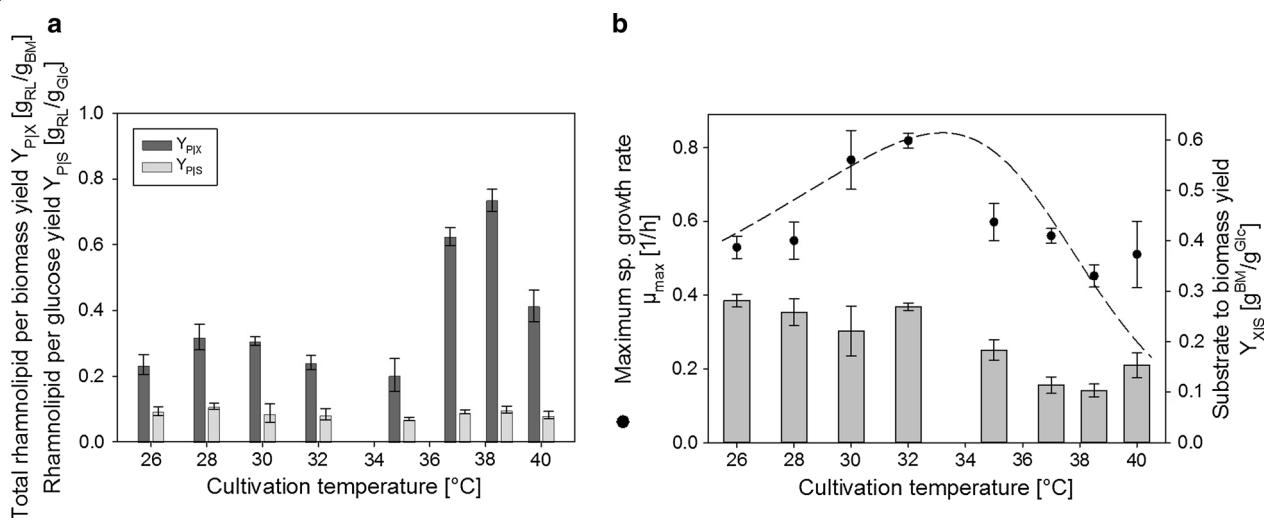 a
Total rhamnolipid per biomass yield Y_P|X [g_RL/g_BM]
Rhamnolipid per glucose yield Y_P|S [g_RL/g_Glc]
1.0
0.8
0.6
0.4
0.2
0.0
Y_P|X
Y_P|S
26 28 30 32 34 36 38 40
Cultivation temperature [°C]
b
Maximum sp. growth rate
μ_max [1/h]
0.8
0.6
0.4
0.2
0.0
0.6
0.5
0.4
0.3
0.2
0.1
0.0
Substrate to biomass yield
Y_X|S [g^BM/g^Glc]
26 28 30 32 34 36 38 40
Cultivation temperature [°C]